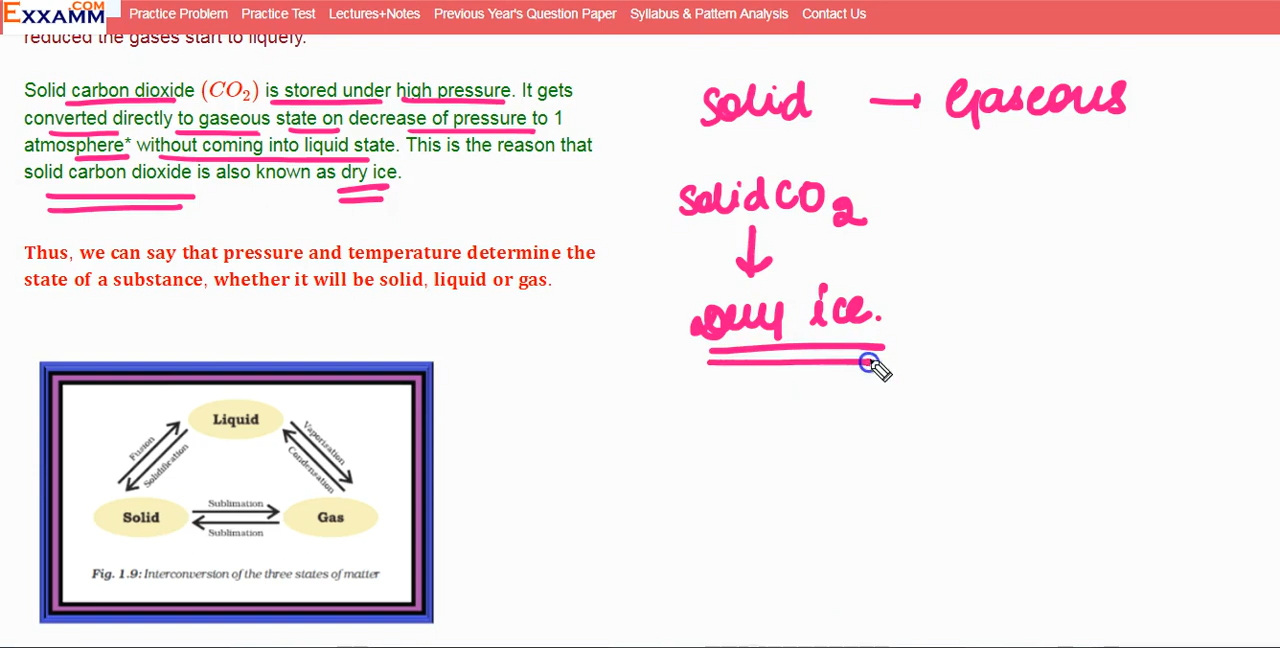 EXXAMM.COM
Practice Problem Practice Test Lectures+Notes Previous Year's Question Paper Syllabus & Pattern Analysis Contact Us
reduced the gases start to liquefy.
Solid carbon dioxide (CO₂) is stored under high pressure. It gets
converted directly to gaseous state on decrease of pressure to 1
atmosphere* without coming into liquid state. This is the reason that
solid carbon dioxide is also known as dry ice.
Thus, we can say that pressure and temperature determine the
state of a substance, whether it will be solid, liquid or gas.
Solid → Gaseous
Solid CO₂
↓
Dry ice.
Liquid
Fusion
Solidification
Vaporization
Condensation
Sublimation
Solid
Gas
Sublimation
Fig. 1.9: Interconversion of the three states of matter